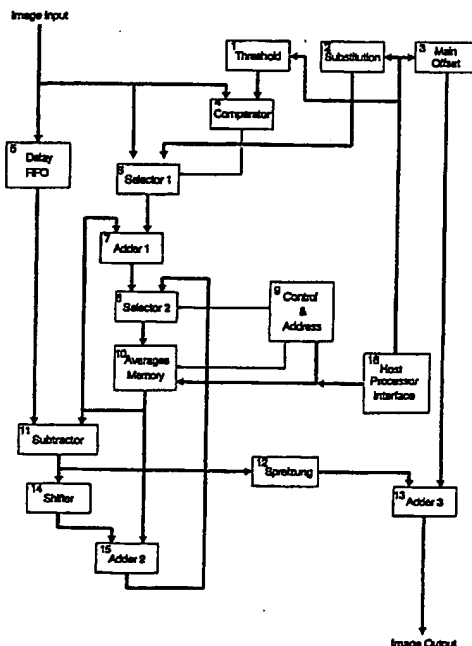 Image Input
1 Threshold
2 Substitution
3 Main
Offset
4 Comparator
5 Delay
FIFO
6 Selector 1
7 Adder 1
8 Selector 2
9 Control
&
Address
10 Averages
Memory
16 Host
Processor
Interface
11 Subtractor
12 Spreizung
13 Adder 3
14 Shifter
15 Adder 2
Image Output